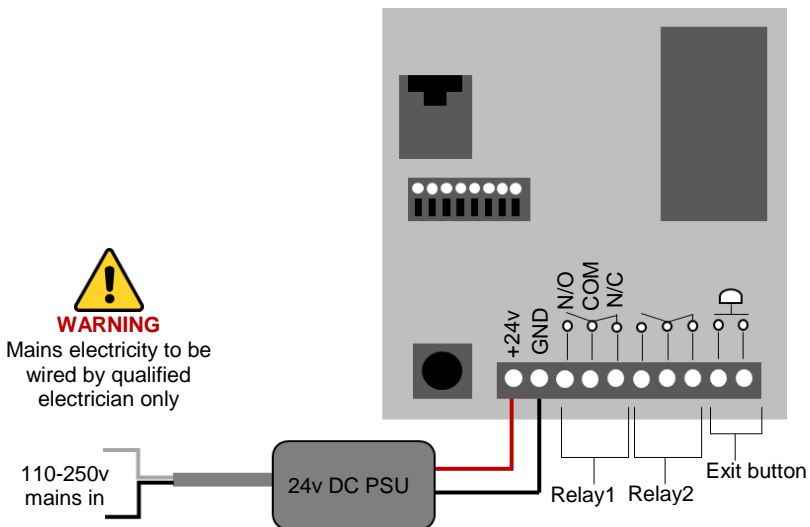 N/O
COM
N/C
+24v
GND
WARNING
Mains electricity to be
wired by qualified
electrician only
110-250v
mains in
24v DC PSU
Relay1
Relay2
Exit button